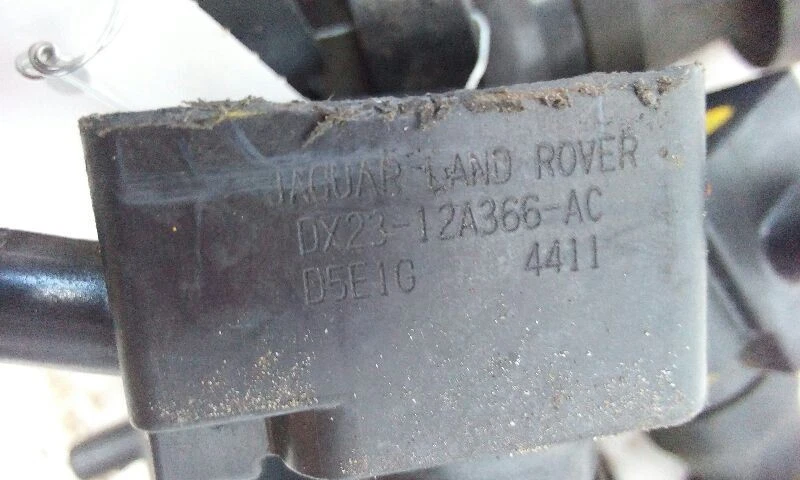 JAGUAR LAND ROVER
DX23-12A366-AC
D5E1G 4411